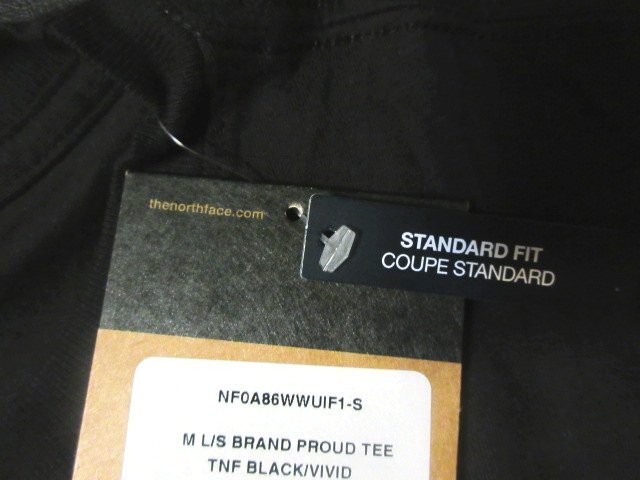 thenorthface.com
STANDARD FIT
COUPE STANDARD
NF0A86WWUIF1-S
M L/S BRAND PROUD TEE
TNF BLACK/VIVID